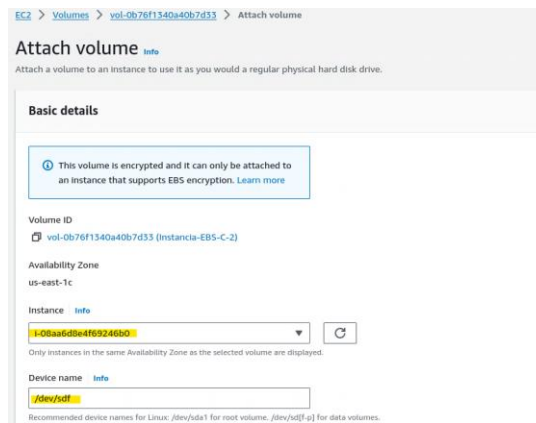 EC2 > Volumes > vol-0b76f1340a40b7d33 > Attach volume
Attach volume Info
Attach a volume to an instance to use it as you would a regular physical hard disk drive.
Basic details
This volume is encrypted and it can only be attached to
an instance that supports EBS encryption. Learn more
Volume ID
vol-0b76f1340a40b7d33 (Instancia-EBS-C-2)
Availability Zone
us-east-1c
Instance Info
i-08aa6d8e4f69246b0
Only instances in the same Availability Zone as the selected volume are displayed.
Device name Info
/dev/sdf
Recommended device names for Linux: /dev/sda1 for root volume. /dev/sd[f-p] for data volumes.